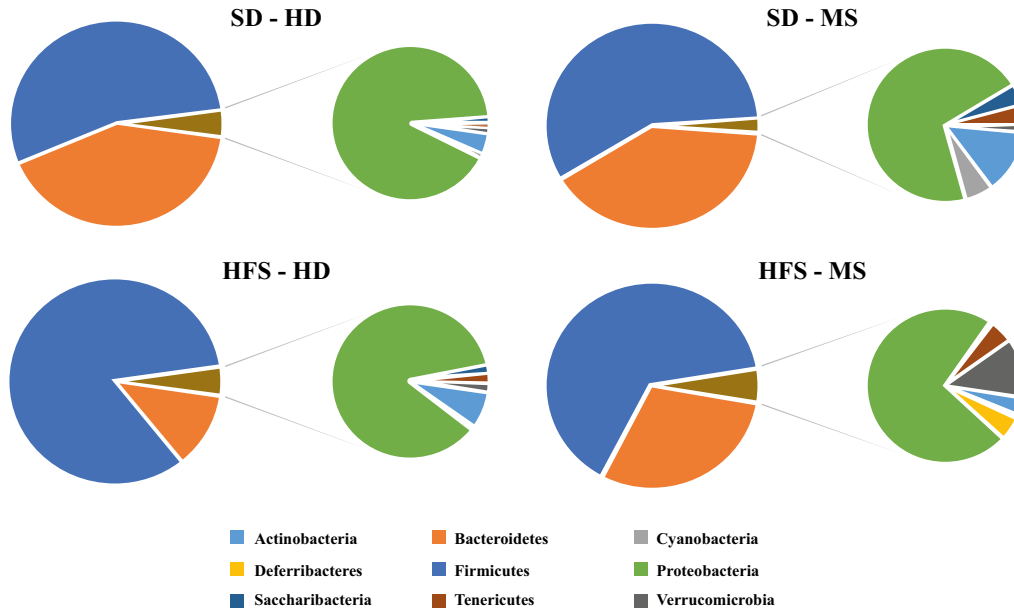 SD - HD
SD - MS
HFS - HD
HFS - MS
Actinobacteria
Bacteroidetes
Cyanobacteria
Deferribacteres
Firmicutes
Proteobacteria
Saccharibacteria
Tenericutes
Verrucomicrobia